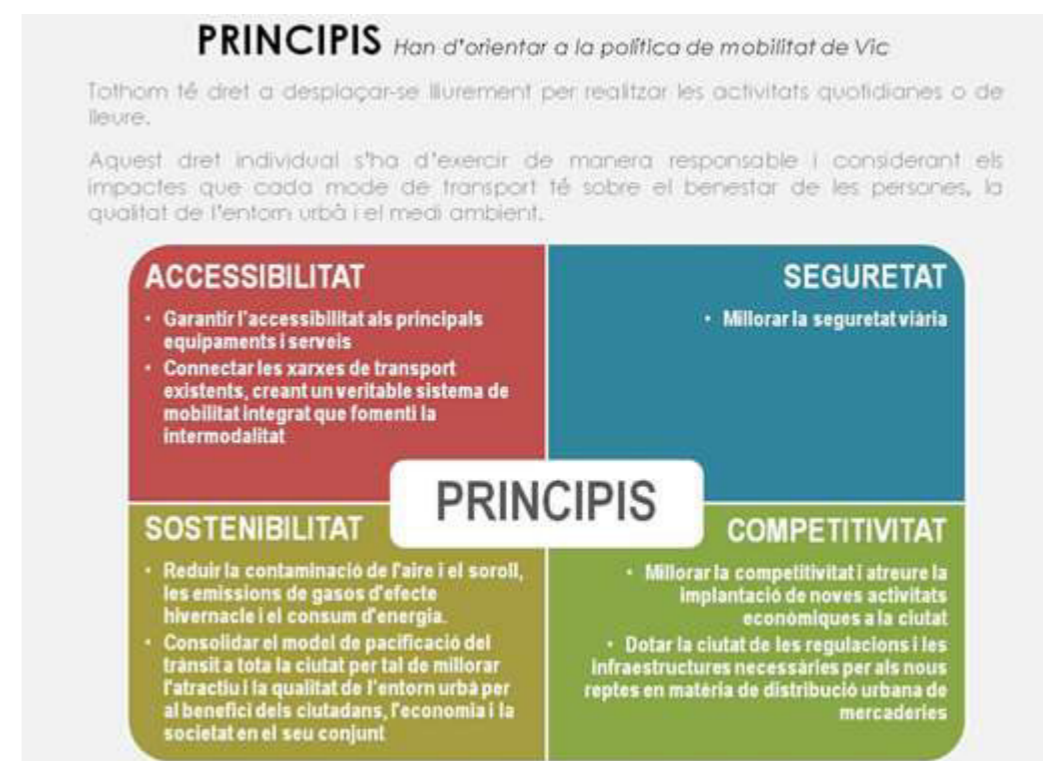 PRINCIPIS Han d'orientar a la política de mobilitat de Vic
Tothom té dret a desplaçar-se lliurement per realitzar les activitats quotidianes o de
lleure.
Aquest dret individual s'ha d'exercir de manera responsable i considerant els
impactes que cada mode de transport té sobre el benestar de les persones, la
qualitat de l'entorn urbà i el medi ambient.
ACCESSIBILITAT
• Garantir l'accessibilitat als principals
equipaments i serveis
• Connectar les xarxes de transport
existents, creant un veritable sistema de
mobilitat integrat que fomenti la
intermodalitat
SEGURETAT
• Millorar la seguretat viària
PRINCIPIS
SOSTENIBILITAT
• Reduir la contaminació de l'aire i el soroll,
les emissions de gasos d'efecte
hivernacle i el consum d'energia.
• Consolidar el model de pacificació del
trànsit a tota la ciutat per tal de millorar
l'atractiu i la qualitat de l'entorn urbà per
al benefici dels ciutadans, l'economia i la
societat en el seu conjunt
COMPETITIVITAT
• Millorar la competitivitat i atreure la
implantació de noves activitats
econòmiques a la ciutat
• Dotar la ciutat de les regulacions i les
infraestructures necessàries per als nous
reptes en matèria de distribució urbana de
mercaderies